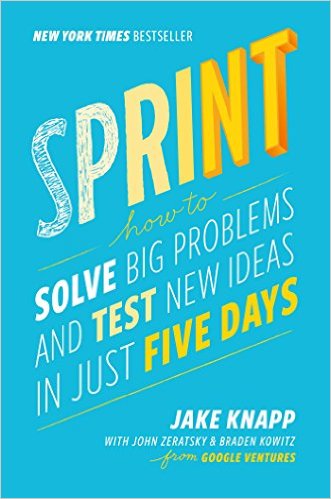 NEW YORK TIMES BESTSELLER
SPRINT
how to
SOLVE BIG PROBLEMS
AND TEST NEW IDEAS
IN JUST FIVE DAYS
JAKE KNAPP
WITH JOHN ZERATSKY & BRADEN KOWITZ
from GOOGLE VENTURES